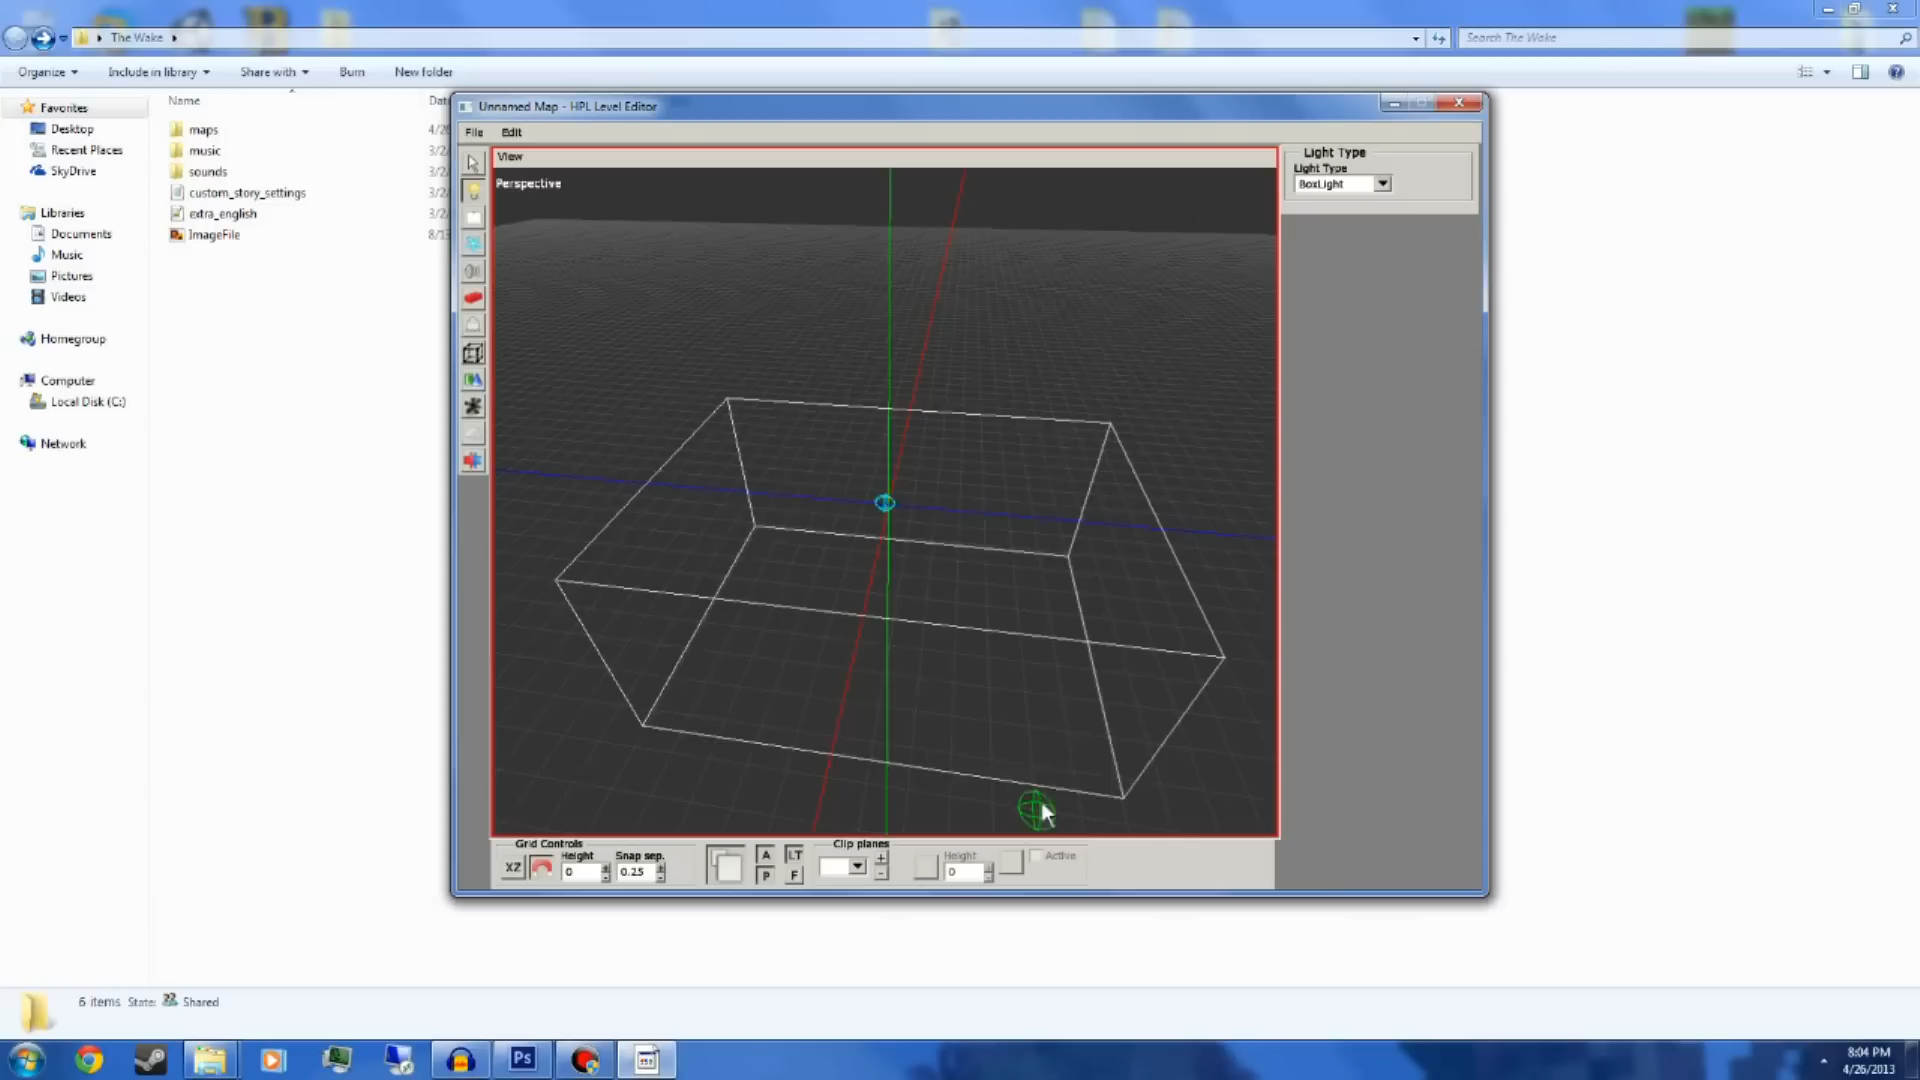 The Wake
Search The Wake
Organize
Include in library
Share with
Burn
New folder
Name
Favorites
Desktop
Recent Places
SkyDrive
Libraries
Documents
Music
Pictures
Videos
Homegroup
Computer
Local Disk (C:)
Network
maps
music
sounds
custom_story_settings
extra_english
ImageFile
Unnamed Map - HPL Level Editor
File Edit
View
Perspective
Light Type
Light Type
BoxLight
Grid Controls
XZ
Height
0
Snap sep.
0.25
A
LT
P
F
Clip planes
+
-
Height
0
Active
6 items State: Shared
Ps
8:04 PM
4/26/2013